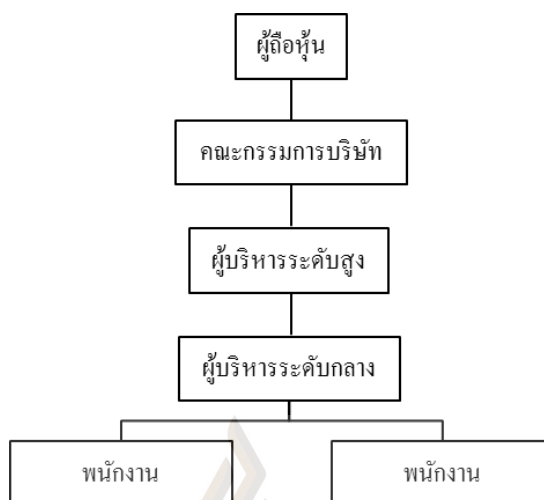 ผู้ถือหุ้น
คณะกรรมการบริษัท
ผู้บริหารระดับสูง
ผู้บริหารระดับกลาง
พนักงาน
พนักงาน